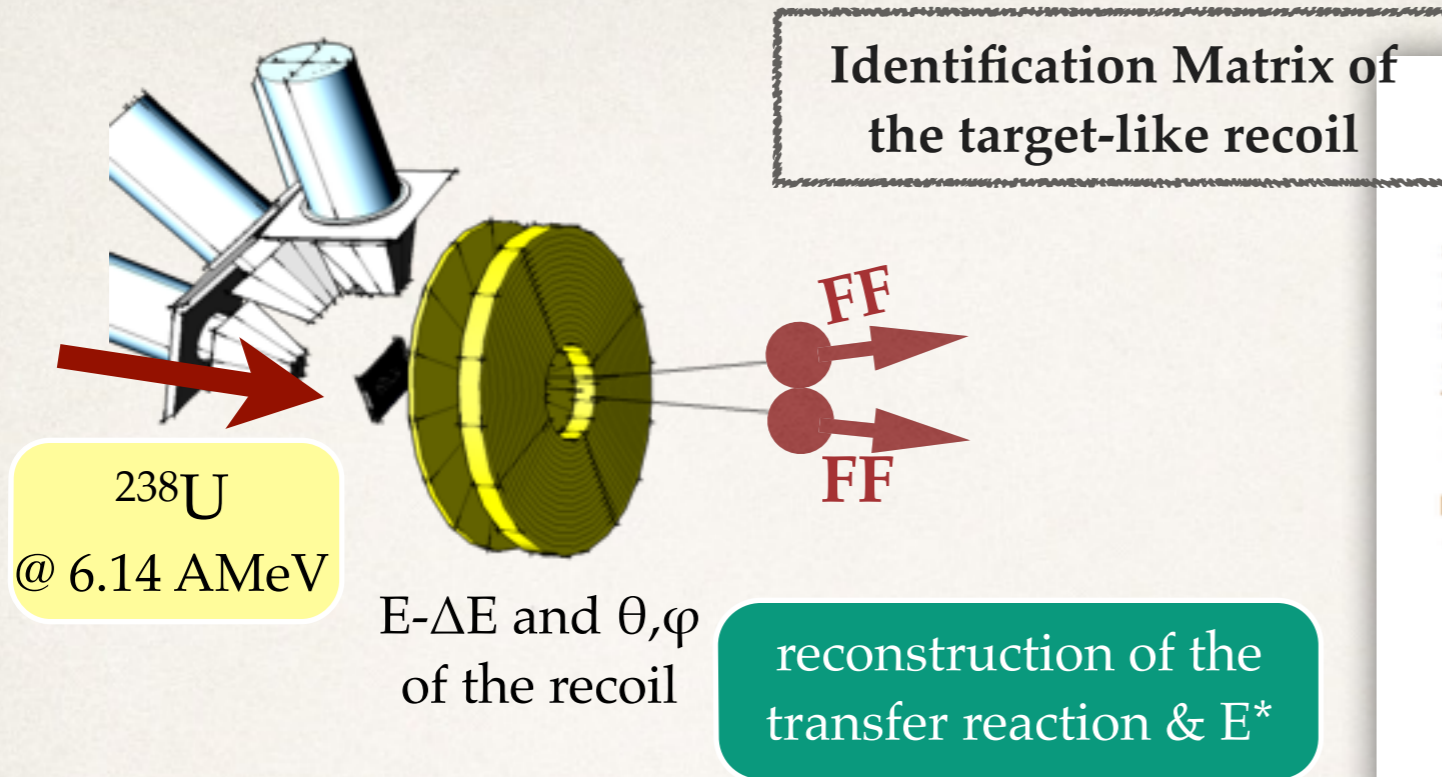 Identification Matrix of
the target-like recoil
FF
FF
²³⁸U
@ 6.14 AMeV
E-ΔE and θ,φ
of the recoil
reconstruction of the
transfer reaction & E*